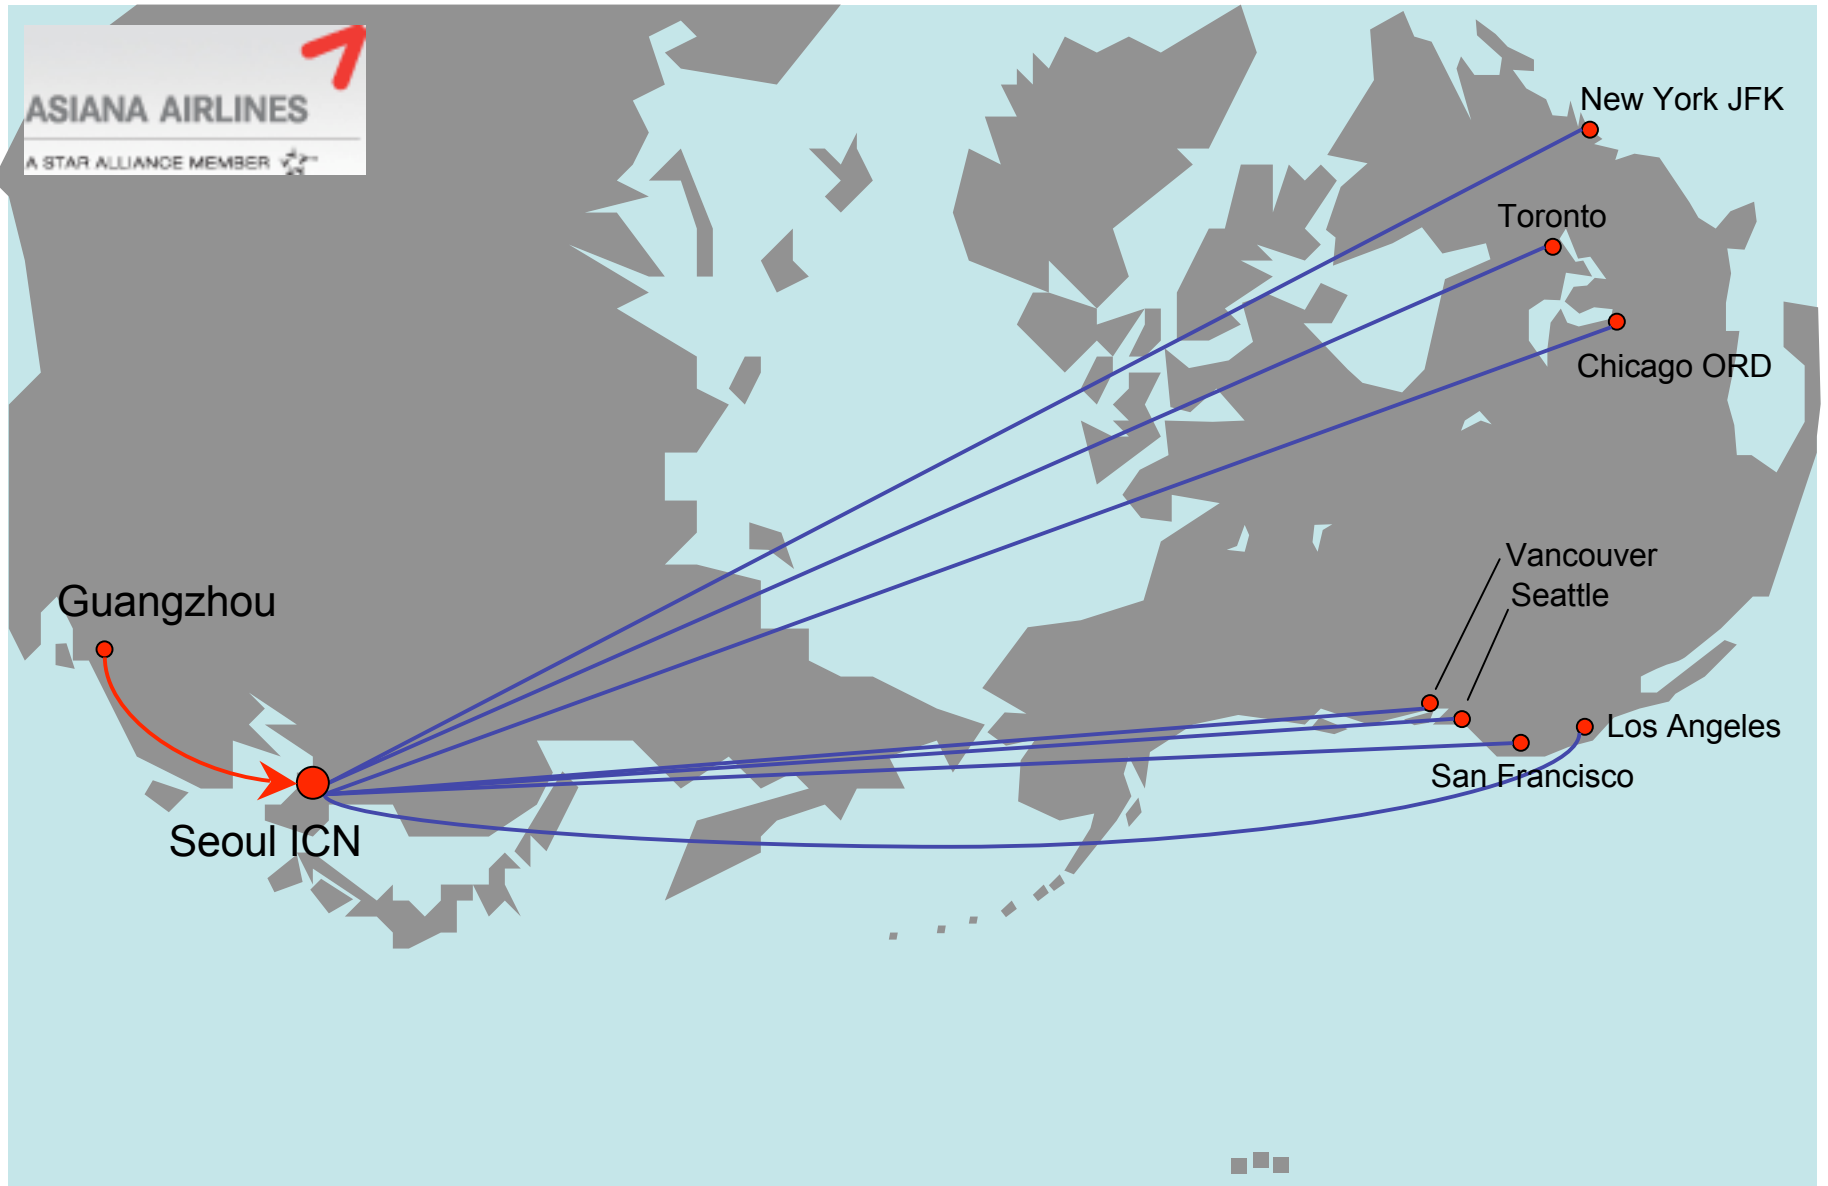 ASIANA AIRLINES
A STAR ALLIANCE MEMBER
New York JFK
Toronto
Chicago ORD
Vancouver
Seattle
Guangzhou
Los Angeles
San Francisco
Seoul ICN